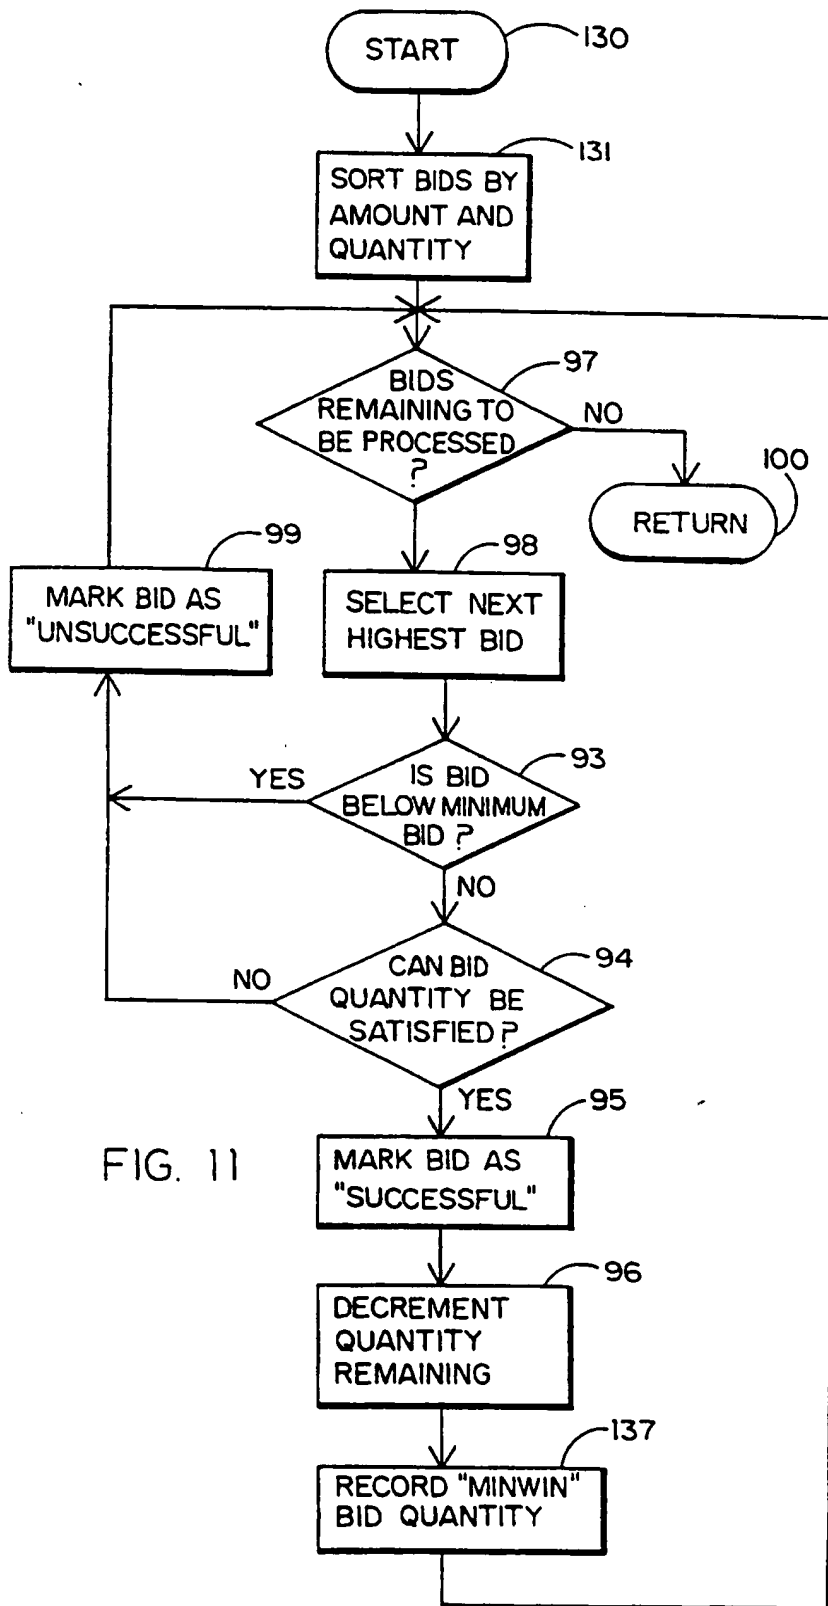 START
130
131
SORT BIDS BY
AMOUNT AND
QUANTITY
97
BIDS
REMAINING TO
BE PROCESSED
?
NO
100
RETURN
99
MARK BID AS
"UNSUCCESSFUL"
98
SELECT NEXT
HIGHEST BID
93
YES
IS BID
BELOW MINIMUM
BID ?
NO
94
NO
CAN BID
QUANTITY BE
SATISFIED?
YES
95
FIG. 11
MARK BID AS
"SUCCESSFUL"
96
DECREMENT
QUANTITY
REMAINING
137
RECORD "MINWIN"
BID QUANTITY